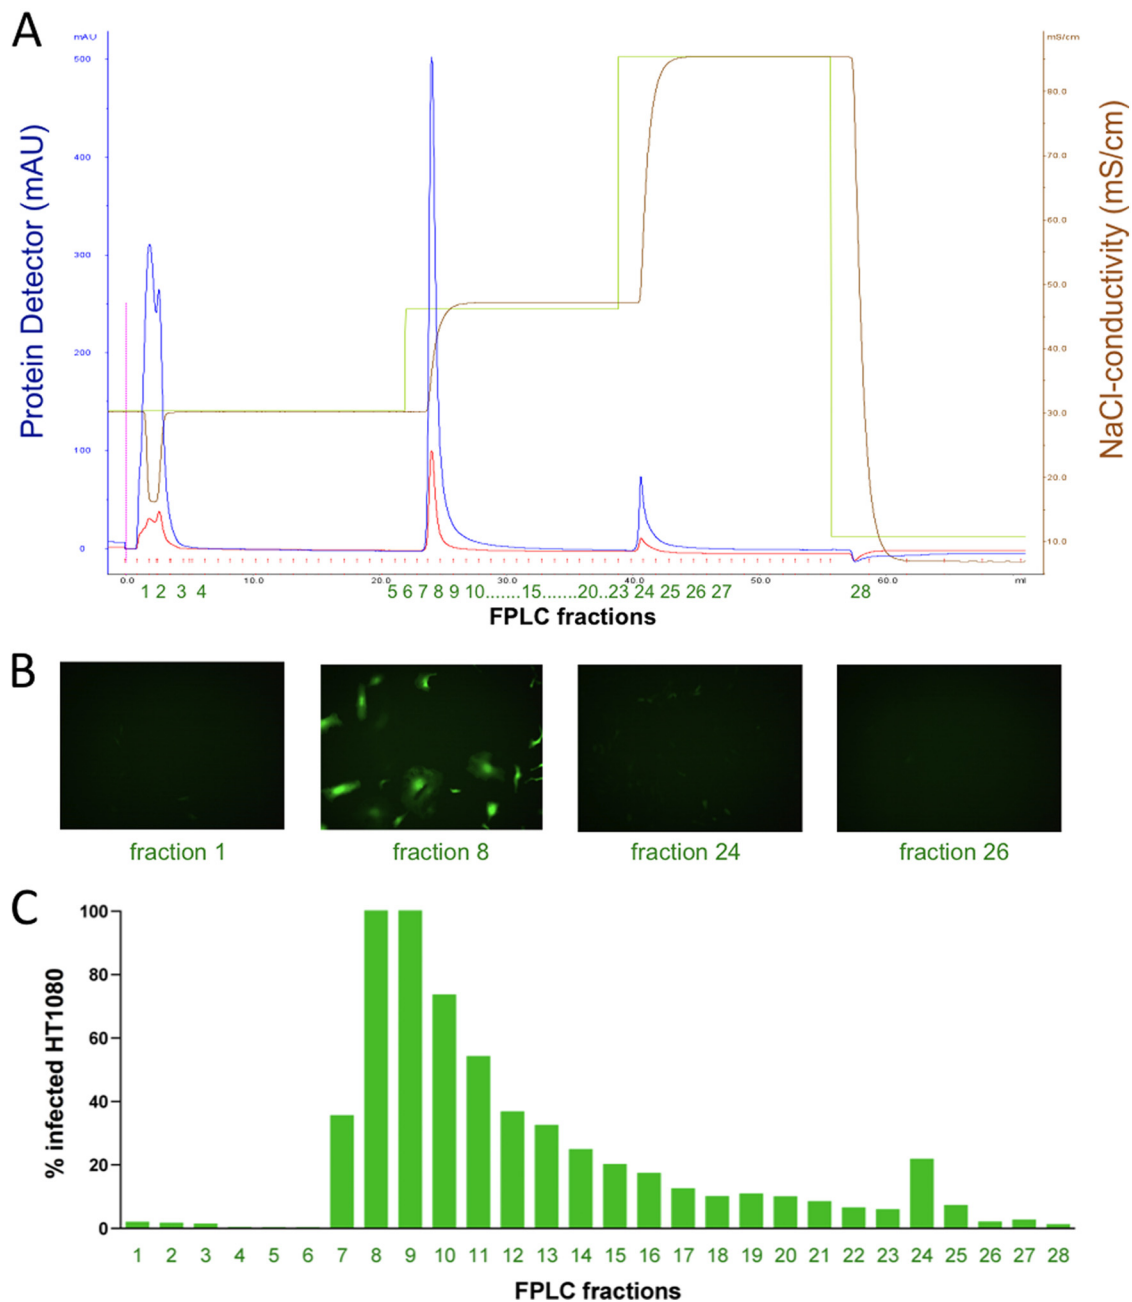 A
mAU
mS/cm
500
400
300
200
100
0
Protein Detector (mAU)
80.0
70.0
60.0
50.0
40.0
30.0
20.0
10.0
NaCl-conductivity (mS/cm)
0.0 10.0 20.0 30.0 40.0 50.0 60.0 ml
1 2 3 4 5 6 7 8 9 10.......15.......20..23 24 25 26 27 28
FPLC fractions
B
fraction 1 fraction 8 fraction 24 fraction 26
C
100
80
60
40
20
0
% infected HT1080
1 2 3 4 5 6 7 8 9 10 11 12 13 14 15 16 17 18 19 20 21 22 23 24 25 26 27 28
FPLC fractions